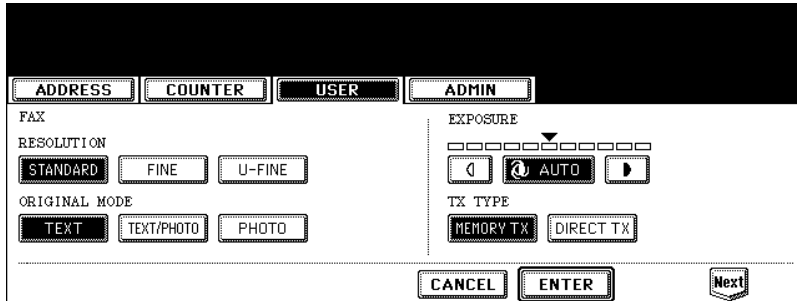 ADDRESS COUNTER USER ADMIN
FAX
RESOLUTION
STANDARD FINE U-FINE
ORIGINAL MODE
TEXT TEXT/PHOTO PHOTO
EXPOSURE
AUTO
TX TYPE
MEMORY TX DIRECT TX
CANCEL ENTER Next